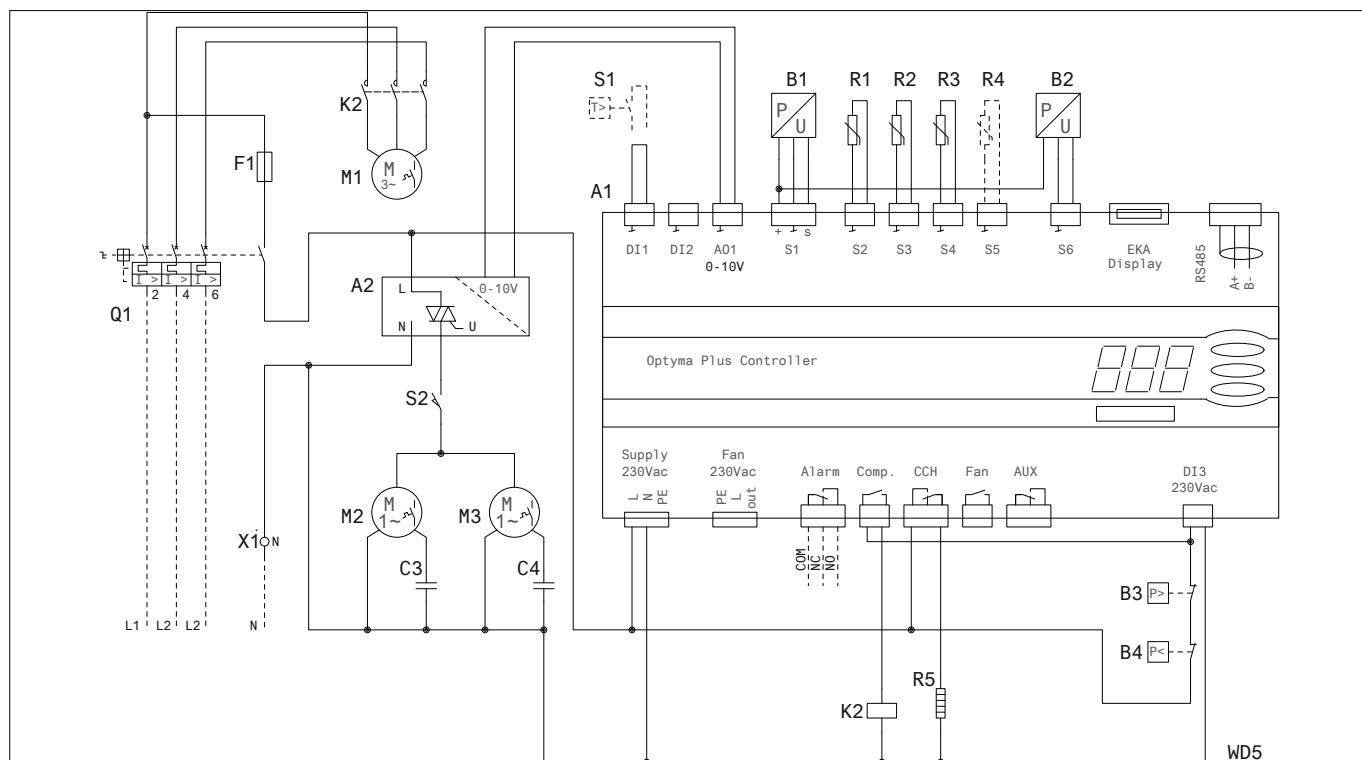 S1 B1 R1 R2 R3 R4 B2
K2 T> P U P U
F1 M1 M 3~
A1
+ s
DI1 DI2 AO1 S1 S2 S3 S4 S5 S6 EKA RS485
0-10V Display A+ B-
I > I > I >
2 4 6
Q1
A2 L 0-10V
N U
Optyma Plus Controller
S2
Supply Fan Alarm Comp. CCH Fan AUX DI3
230Vac 230Vac 230Vac
L N PE PE L out
M2 M 1~ M3 M 1~
X1 N
C3 C4 COM NC NO
B3 P>
L1 L2 L2 N
B4 P<
R5
K2
WD5